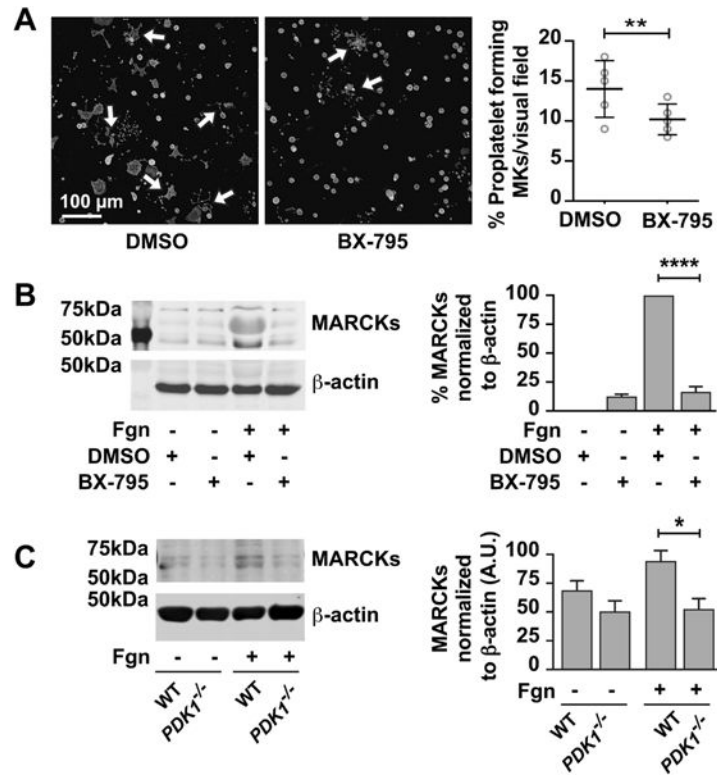 A
100 µm
DMSO
BX-795
% Proplatelet forming
MKs/visual field
20
15
10
5
0
**
DMSO
BX-795
B
75kDa
50kDa
50kDa
MARCKs
β-actin
Fgn - - + +
DMSO + - + -
BX-795 - + - +
% MARCKs
normalized
to β-actin
100
75
50
25
0
****
Fgn - - + +
DMSO + - + -
BX-795 - + - +
C
75kDa
50kDa
50kDa
MARCKs
β-actin
Fgn - - + +
WT
PDK1-/-
WT
PDK1-/-
MARCKs
normalized
to β-actin (A.U.)
100
75
50
25
0
*
Fgn - - + +
WT
PDK1-/-
WT
PDK1-/-